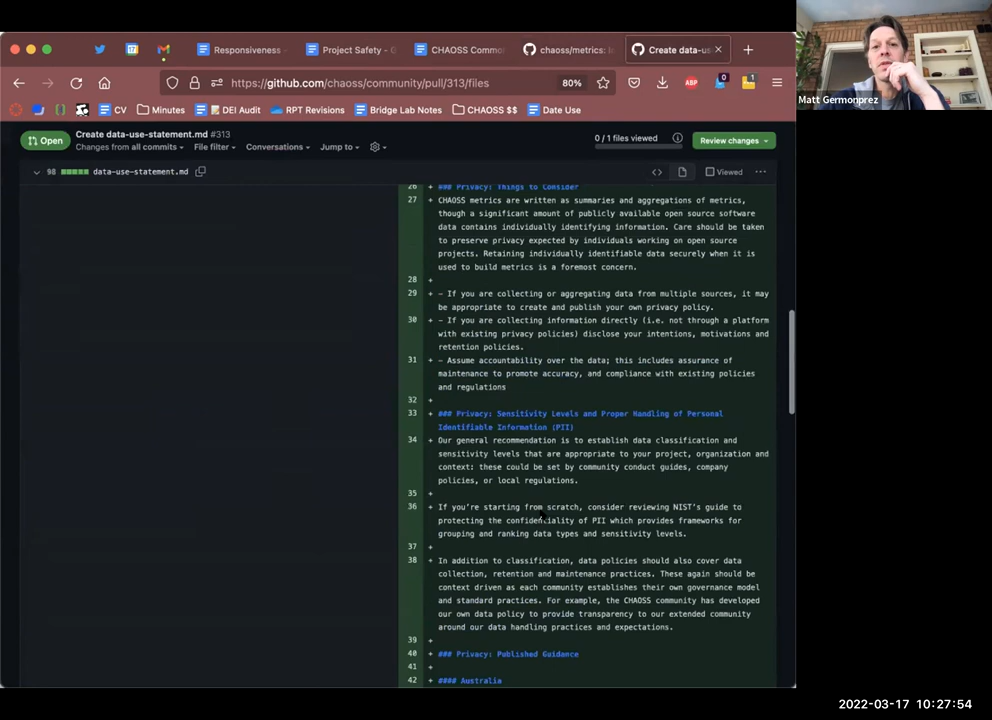 Responsiveness
Project Safety - G
CHAOSS Commo
chaoss/metrics: I
Create data-us
https://github.com/chaoss/community/pull/313/files
80%
ABP
0
1
CV
Minutes
DEI Audit
RPT Revisions
Bridge Lab Notes
CHAOSS $$
Date Use
Open
Create data-use-statement.md #313
Changes from all commits
File filter
Conversations
Jump to
0 / 1 files viewed
Review changes
98
data-use-statement.md
Viewed
26 + ### Privacy: Things to Consider
27 + CHAOSS metrics are written as summaries and aggregations of metrics,
though a significant amount of publicly available open source software
data contains individually identifying information. Care should be taken
to preserve privacy expected by individuals working on open source
projects. Retaining individually identifiable data securely when it is
used to build metrics is a foremost concern.
28 +
29 + – If you are collecting or aggregating data from multiple sources, it may
be appropriate to create and publish your own privacy policy.
30 + – If you are collecting information directly (i.e. not through a platform
with existing privacy policies) disclose your intentions, motivations and
retention policies.
31 + – Assume accountability over the data; this includes assurance of
maintenance to promote accuracy, and compliance with existing policies
and regulations
32 +
33 + ### Privacy: Sensitivity Levels and Proper Handling of Personal
Identifiable Information (PII)
34 + Our general recommendation is to establish data classification and
sensitivity levels that are appropriate to your project, organization and
context: these could be set by community conduct guides, company
policies, or local regulations.
35 +
36 + If you're starting from scratch, consider reviewing NIST's guide to
protecting the confidentiality of PII which provides frameworks for
grouping and ranking data types and sensitivity levels.
37 +
38 + In addition to classification, data policies should also cover data
collection, retention and maintenance practices. These again should be
context driven as each community establishes their own governance model
and standard practices. For example, the CHAOSS community has developed
our own data policy to provide transparency to our extended community
around our data handling practices and expectations.
39 +
40 + ### Privacy: Published Guidance
41 +
42 + #### Australia
Matt Germonprez
2022-03-17 10:27:54